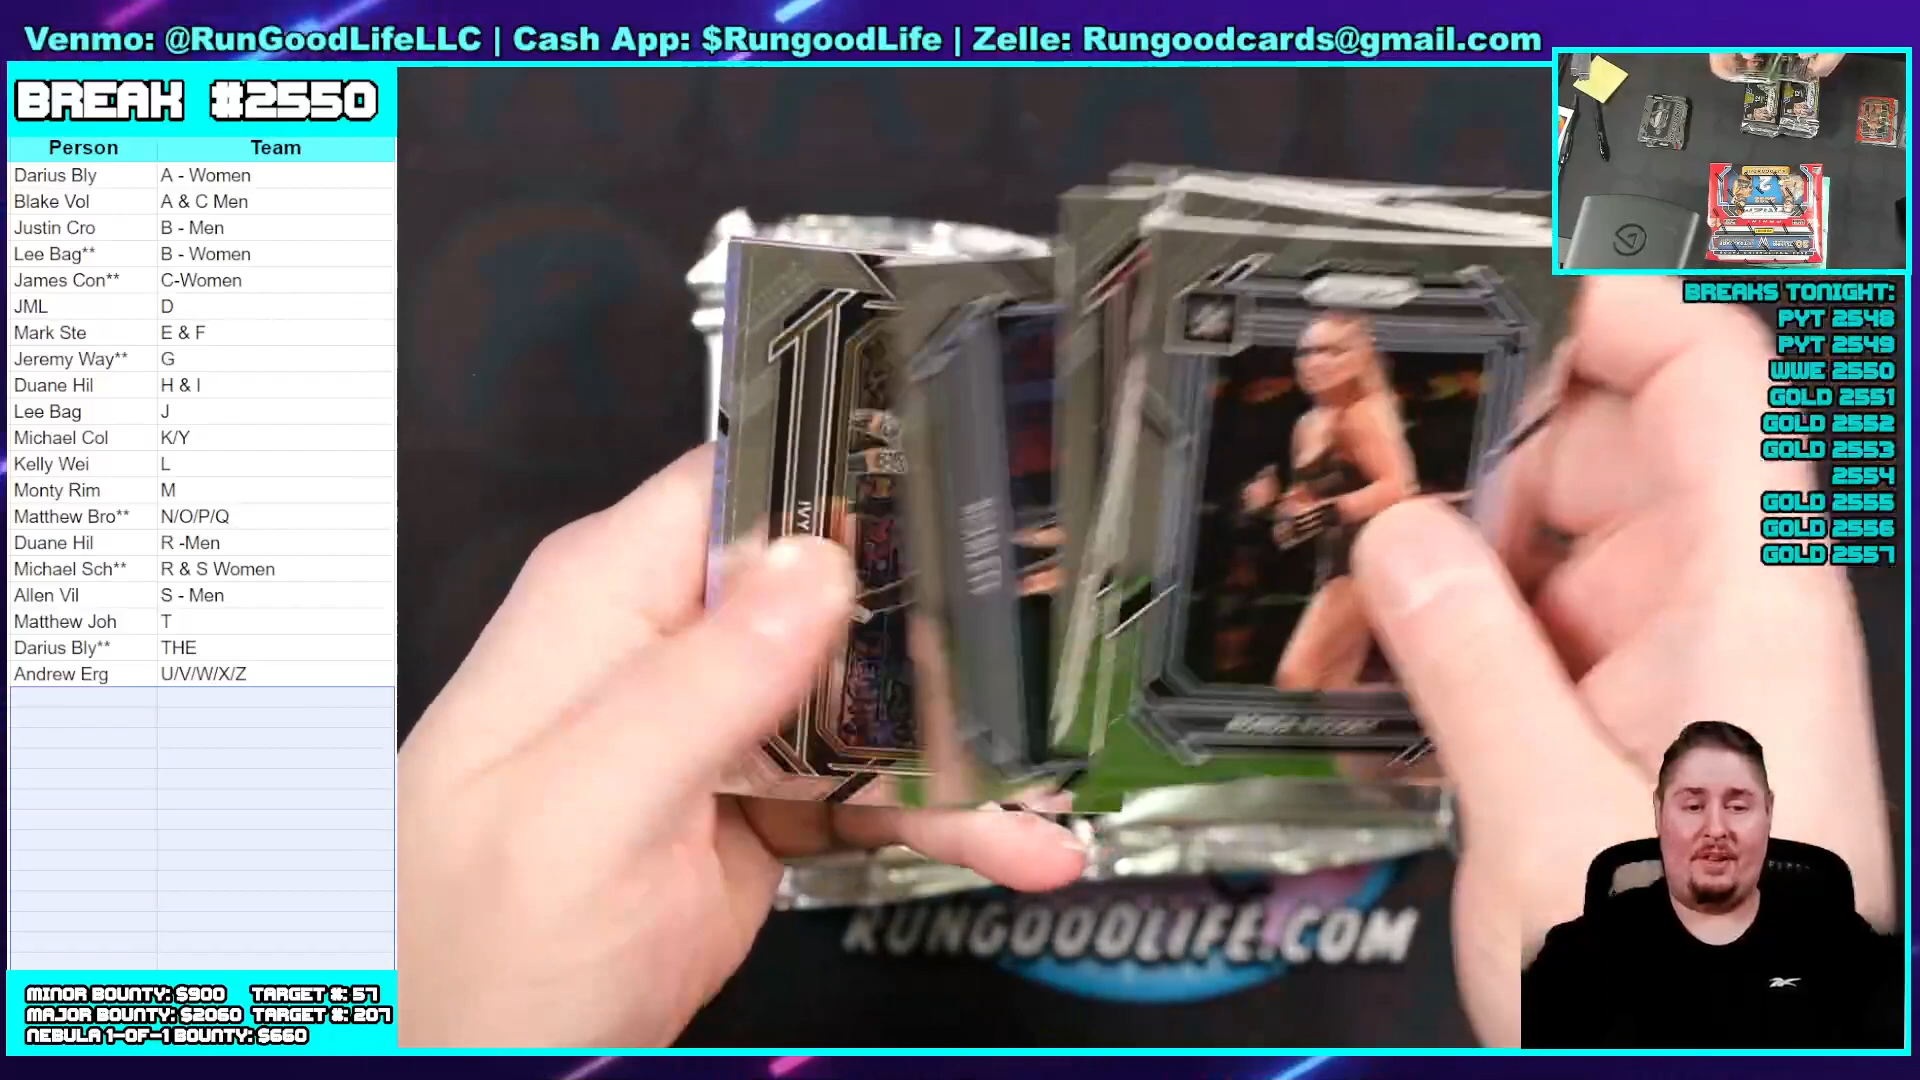 Venmo: @RunGoodLifeLLC | Cash App: $RungoodLife | Zelle: Rungoodcards@gmail.com
BREAK #2550
Person Team
Darius Bly A - Women
Blake Vol A & C Men
Justin Cro B - Men
Lee Bag** B - Women
James Con** C-Women
JML D
Mark Ste E & F
Jeremy Way** G
Duane Hil H & I
Lee Bag J
Michael Col K/Y
Kelly Wei L
Monty Rim M
Matthew Bro** N/O/P/Q
Duane Hil R -Men
Michael Sch** R & S Women
Allen Vil S - Men
Matthew Joh T
Darius Bly** THE
Andrew Erg U/V/W/X/Z
MINOR BOUNTY: $900 TARGET #: 57
MAJOR BOUNTY: $2060 TARGET #: 207
NEBULA 1-OF-1 BOUNTY: $660
BREAKS TONIGHT:
PYT 2548
PYT 2549
WWE 2550
GOLD 2551
GOLD 2552
GOLD 2553
2554
GOLD 2555
GOLD 2556
GOLD 2557
IVY
RUNGOODLIFE.COM